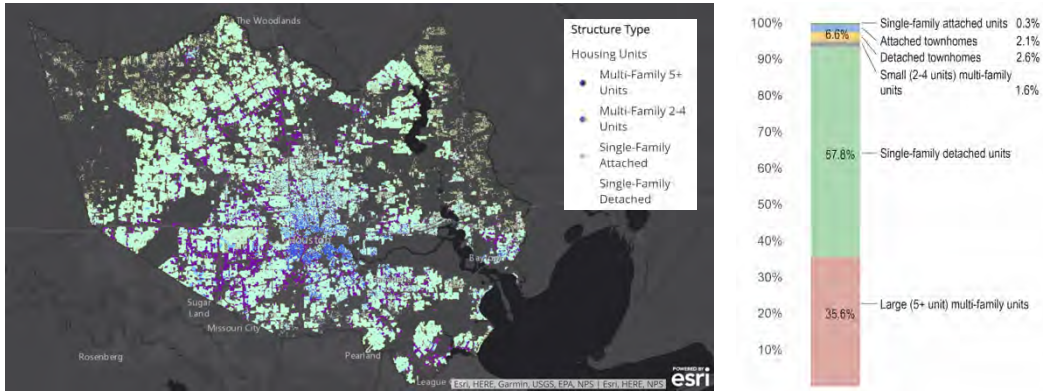 The Woodlands
Houston
Sugar
Land
Missouri City
Rosenberg
Pearland
League
Structure Type
Housing Units
Multi-Family 5+
Units
Multi-Family 2-4
Units
Single-Family
Attached
Single-Family
Detached
POWERED BY
esri
Esri, HERE, Garmin, USGS, EPA, NPS | Esri, HERE, NPS
100%
90%
80%
70%
60%
50%
40%
30%
20%
10%
6.6%
57.8%
35.6%
Single-family attached units 0.3%
Attached townhomes 2.1%
Detached townhomes 2.6%
Small (2-4 units) multi-family
units 1.6%
Single-family detached units
Large (5+ unit) multi-family units